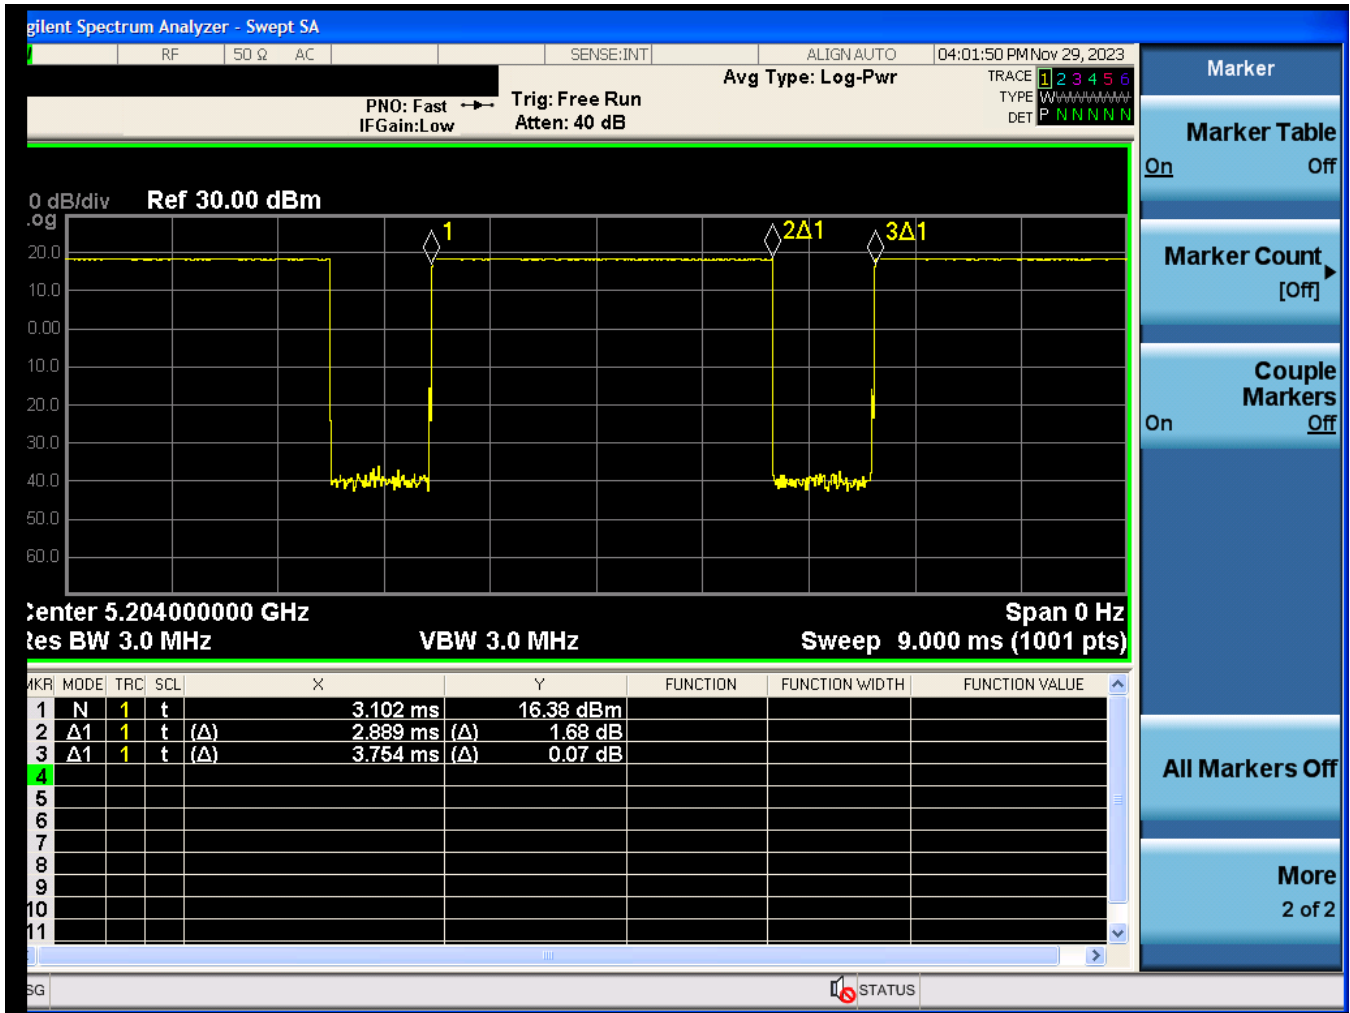 gilent Spectrum Analyzer - Swept SA
RF 50 Ω AC SENSE:INT ALIGN AUTO 04:01:50 PM Nov 29, 2023
Marker
Avg Type: Log-Pwr
TRACE 1 2 3 4 5 6
PNO: Fast Trig: Free Run
TYPE W
IFGain:Low Atten: 40 dB
DET P N N N N N
Marker Table
On Off
0 dB/div Ref 30.00 dBm
.og
1 2Δ1 3Δ1
20.0
10.0
0.00
10.0
20.0
30.0
40.0
50.0
60.0
Marker Count
[Off]
Couple
Markers
On Off
Center 5.204000000 GHz Span 0 Hz
Res BW 3.0 MHz VBW 3.0 MHz Sweep 9.000 ms (1001 pts)
MKR MODE TRC SCL X Y FUNCTION FUNCTION WIDTH FUNCTION VALUE
1 N 1 t 3.102 ms 16.38 dBm
2 Δ1 1 t (Δ) 2.889 ms (Δ) 1.68 dB
3 Δ1 1 t (Δ) 3.754 ms (Δ) 0.07 dB
4
5
6
7
8
9
10
11
All Markers Off
More
2 of 2
SG STATUS